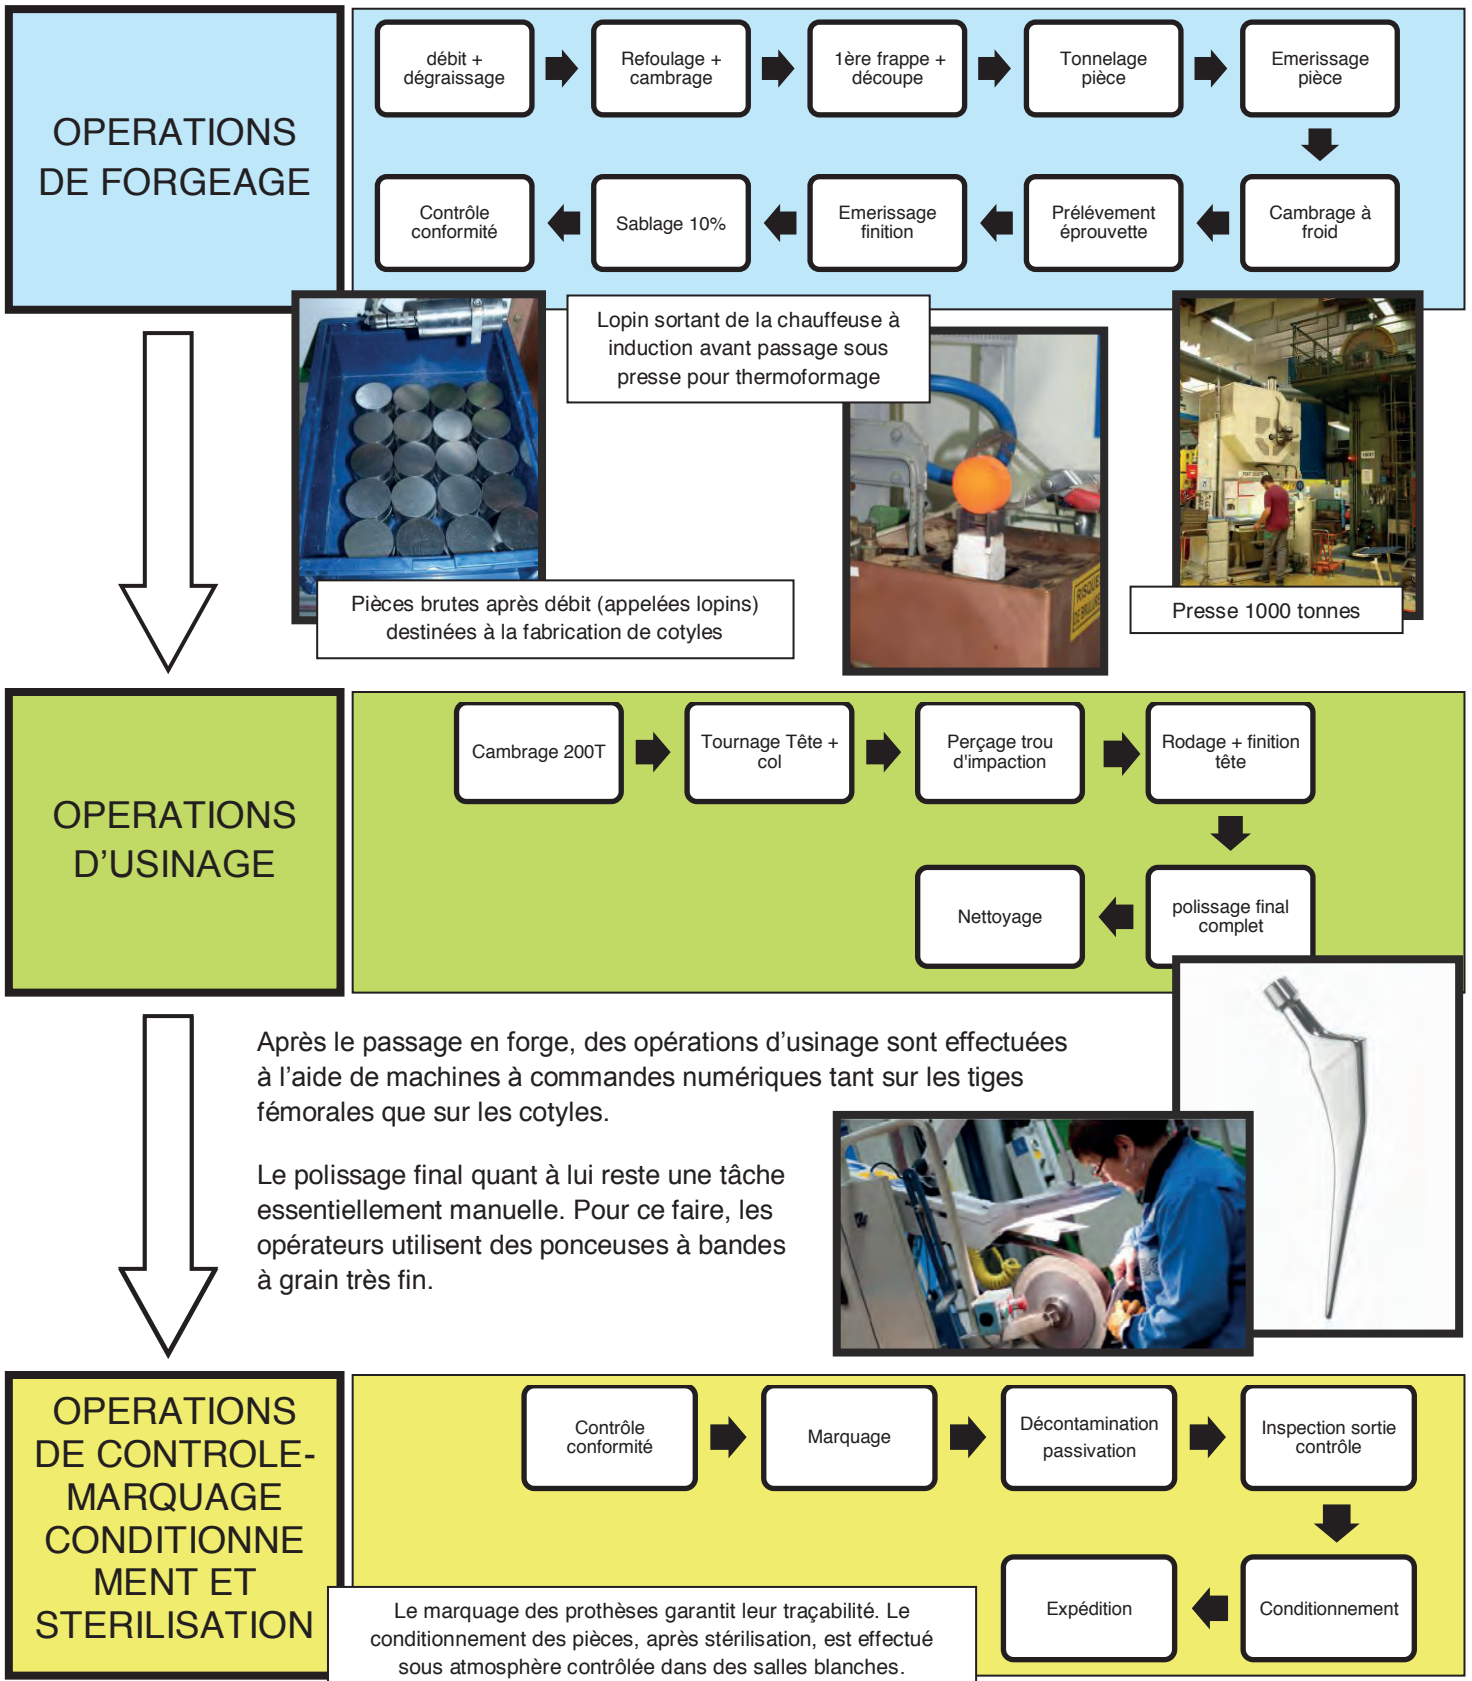 OPERATIONS
DE FORGEAGE
débit +
dégraissage
Refoulage +
cambrage
1ère frappe +
découpe
Tonnelage
pièce
Emerissage
pièce
Cambrage à
froid
Prélévement
éprouvette
Emerissage
finition
Sablage 10%
Contrôle
conformité
Lopin sortant de la chauffeuse à
induction avant passage sous
presse pour thermoformage
RISQUE
DE BRULURE
Pièces brutes après débit (appelées lopins)
destinées à la fabrication de cotyles
Presse 1000 tonnes
OPERATIONS
D’USINAGE
Cambrage 200T
Tournage Tête +
col
Perçage trou
d'impaction
Rodage + finition
tête
polissage final
complet
Nettoyage
Après le passage en forge, des opérations d’usinage sont effectuées
à l’aide de machines à commandes numériques tant sur les tiges
fémorales que sur les cotyles.
Le polissage final quant à lui reste une tâche
essentiellement manuelle. Pour ce faire, les
opérateurs utilisent des ponceuses à bandes
à grain très fin.
OPERATIONS
DE CONTROLE-
MARQUAGE
CONDITIONNE
MENT ET
STERILISATION
Contrôle
conformité
Marquage
Décontamination
passivation
Inspection sortie
contrôle
Conditionnement
Expédition
Le marquage des prothèses garantit leur traçabilité. Le
conditionnement des pièces, après stérilisation, est effectué
sous atmosphère contrôlée dans des salles blanches.